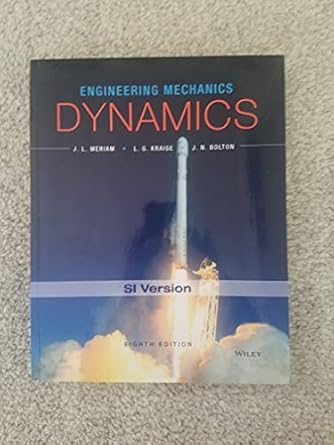 ENGINEERING MECHANICS
DYNAMICS
J. L. MERIAM • L. G. KRAIGE • J. N. BOLTON
SI Version
EIGHTH EDITION
WILEY